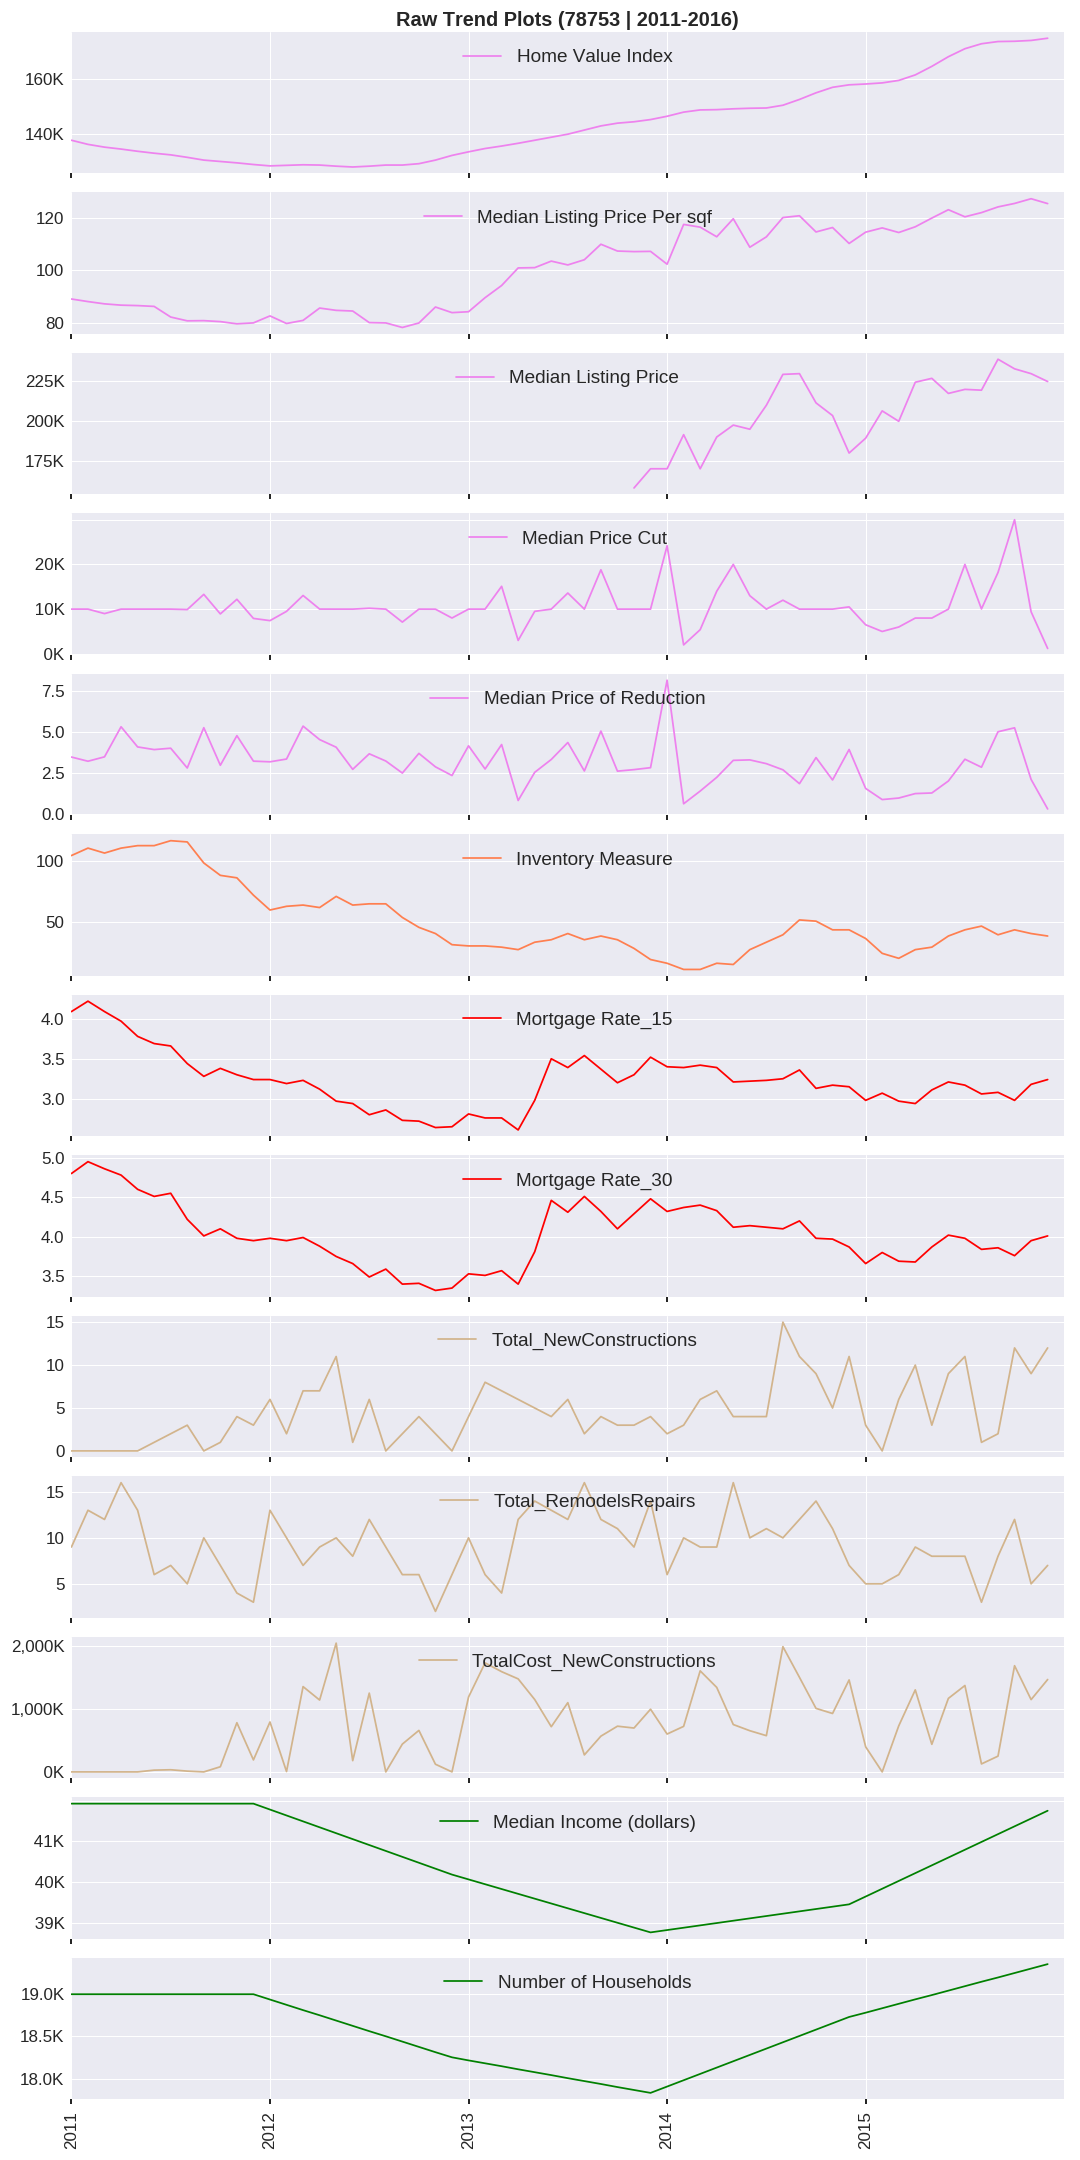 Raw Trend Plots (78753 | 2011-2016)
Home Value Index
160K
140K
Median Listing Price Per sqf
120
100
80
Median Listing Price
225K
200K
175K
Median Price Cut
20K
10K
0K
Median Price of Reduction
7.5
5.0
2.5
0.0
Inventory Measure
100
50
Mortgage Rate_15
4.0
3.5
3.0
Mortgage Rate_30
5.0
4.5
4.0
3.5
Total_NewConstructions
15
10
5
0
Total_RemodelsRepairs
15
10
5
TotalCost_NewConstructions
2,000K
1,000K
0K
Median Income (dollars)
41K
40K
39K
Number of Households
19.0K
18.5K
18.0K
2011
2012
2013
2014
2015